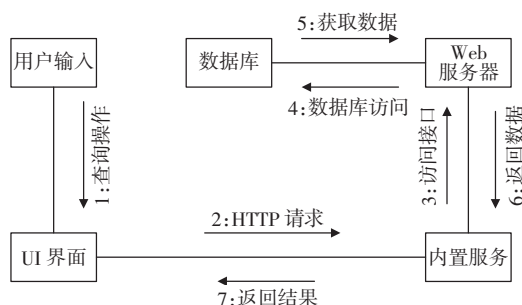 5:获取数据
用户输入
数据库
Web
服务器
4:数据库访问
1:查询操作
3:访问接口
6:返回数据
2:HTTP 请求
UI 界面
内置服务
7:返回结果